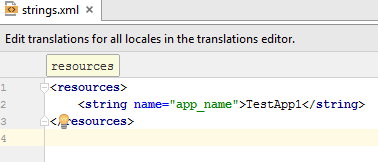 strings.xml
Edit translations for all locales in the translations editor.
resources
1 <resources>
2 <string name="app_name">TestApp1</string>
3 </resources>
4